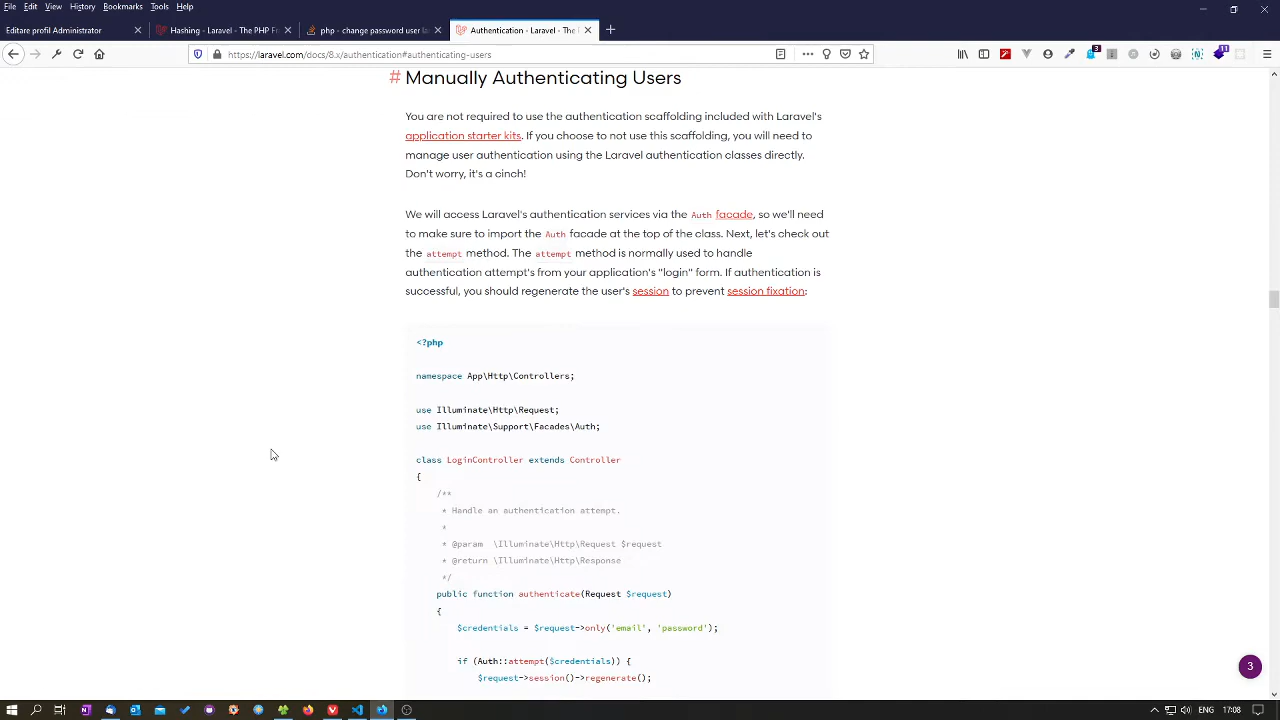 File Edit View History Bookmarks Tools Help
Editare profil Administrator
Hashing - Laravel - The PHP Fr
php - change password user la
Authentication - Laravel - The
https://laravel.com/docs/8.x/authentication#authenticating-users
3
11
# Manually Authenticating Users
You are not required to use the authentication scaffolding included with Laravel's
application starter kits. If you choose to not use this scaffolding, you will need to
manage user authentication using the Laravel authentication classes directly.
Don't worry, it's a cinch!
We will access Laravel's authentication services via the Auth facade, so we'll need
to make sure to import the Auth facade at the top of the class. Next, let's check out
the attempt method. The attempt method is normally used to handle
authentication attempt's from your application's "login" form. If authentication is
successful, you should regenerate the user's session to prevent session fixation:
<?php
namespace App\Http\Controllers;
use Illuminate\Http\Request;
use Illuminate\Support\Facades\Auth;
class LoginController extends Controller
{
/**
* Handle an authentication attempt.
*
* @param \Illuminate\Http\Request $request
* @return \Illuminate\Http\Response
*/
public function authenticate(Request $request)
{
$credentials = $request->only('email', 'password');
if (Auth::attempt($credentials)) {
$request->session()->regenerate();
3
ENG 17:08